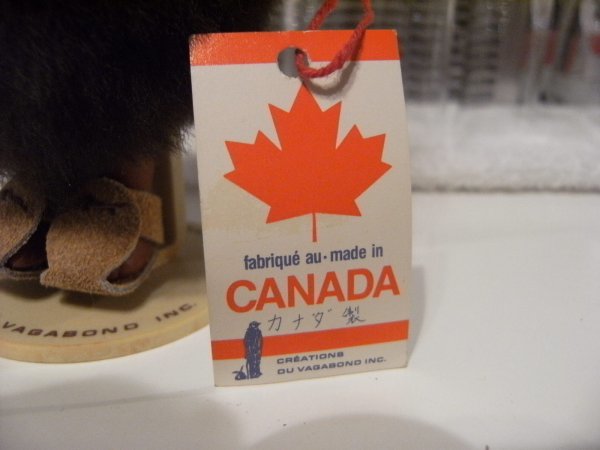 fabriqué au · made in
CANADA
カナダ製
CRÉATIONS
DU VAGABOND INC.
VAGABOND INC.